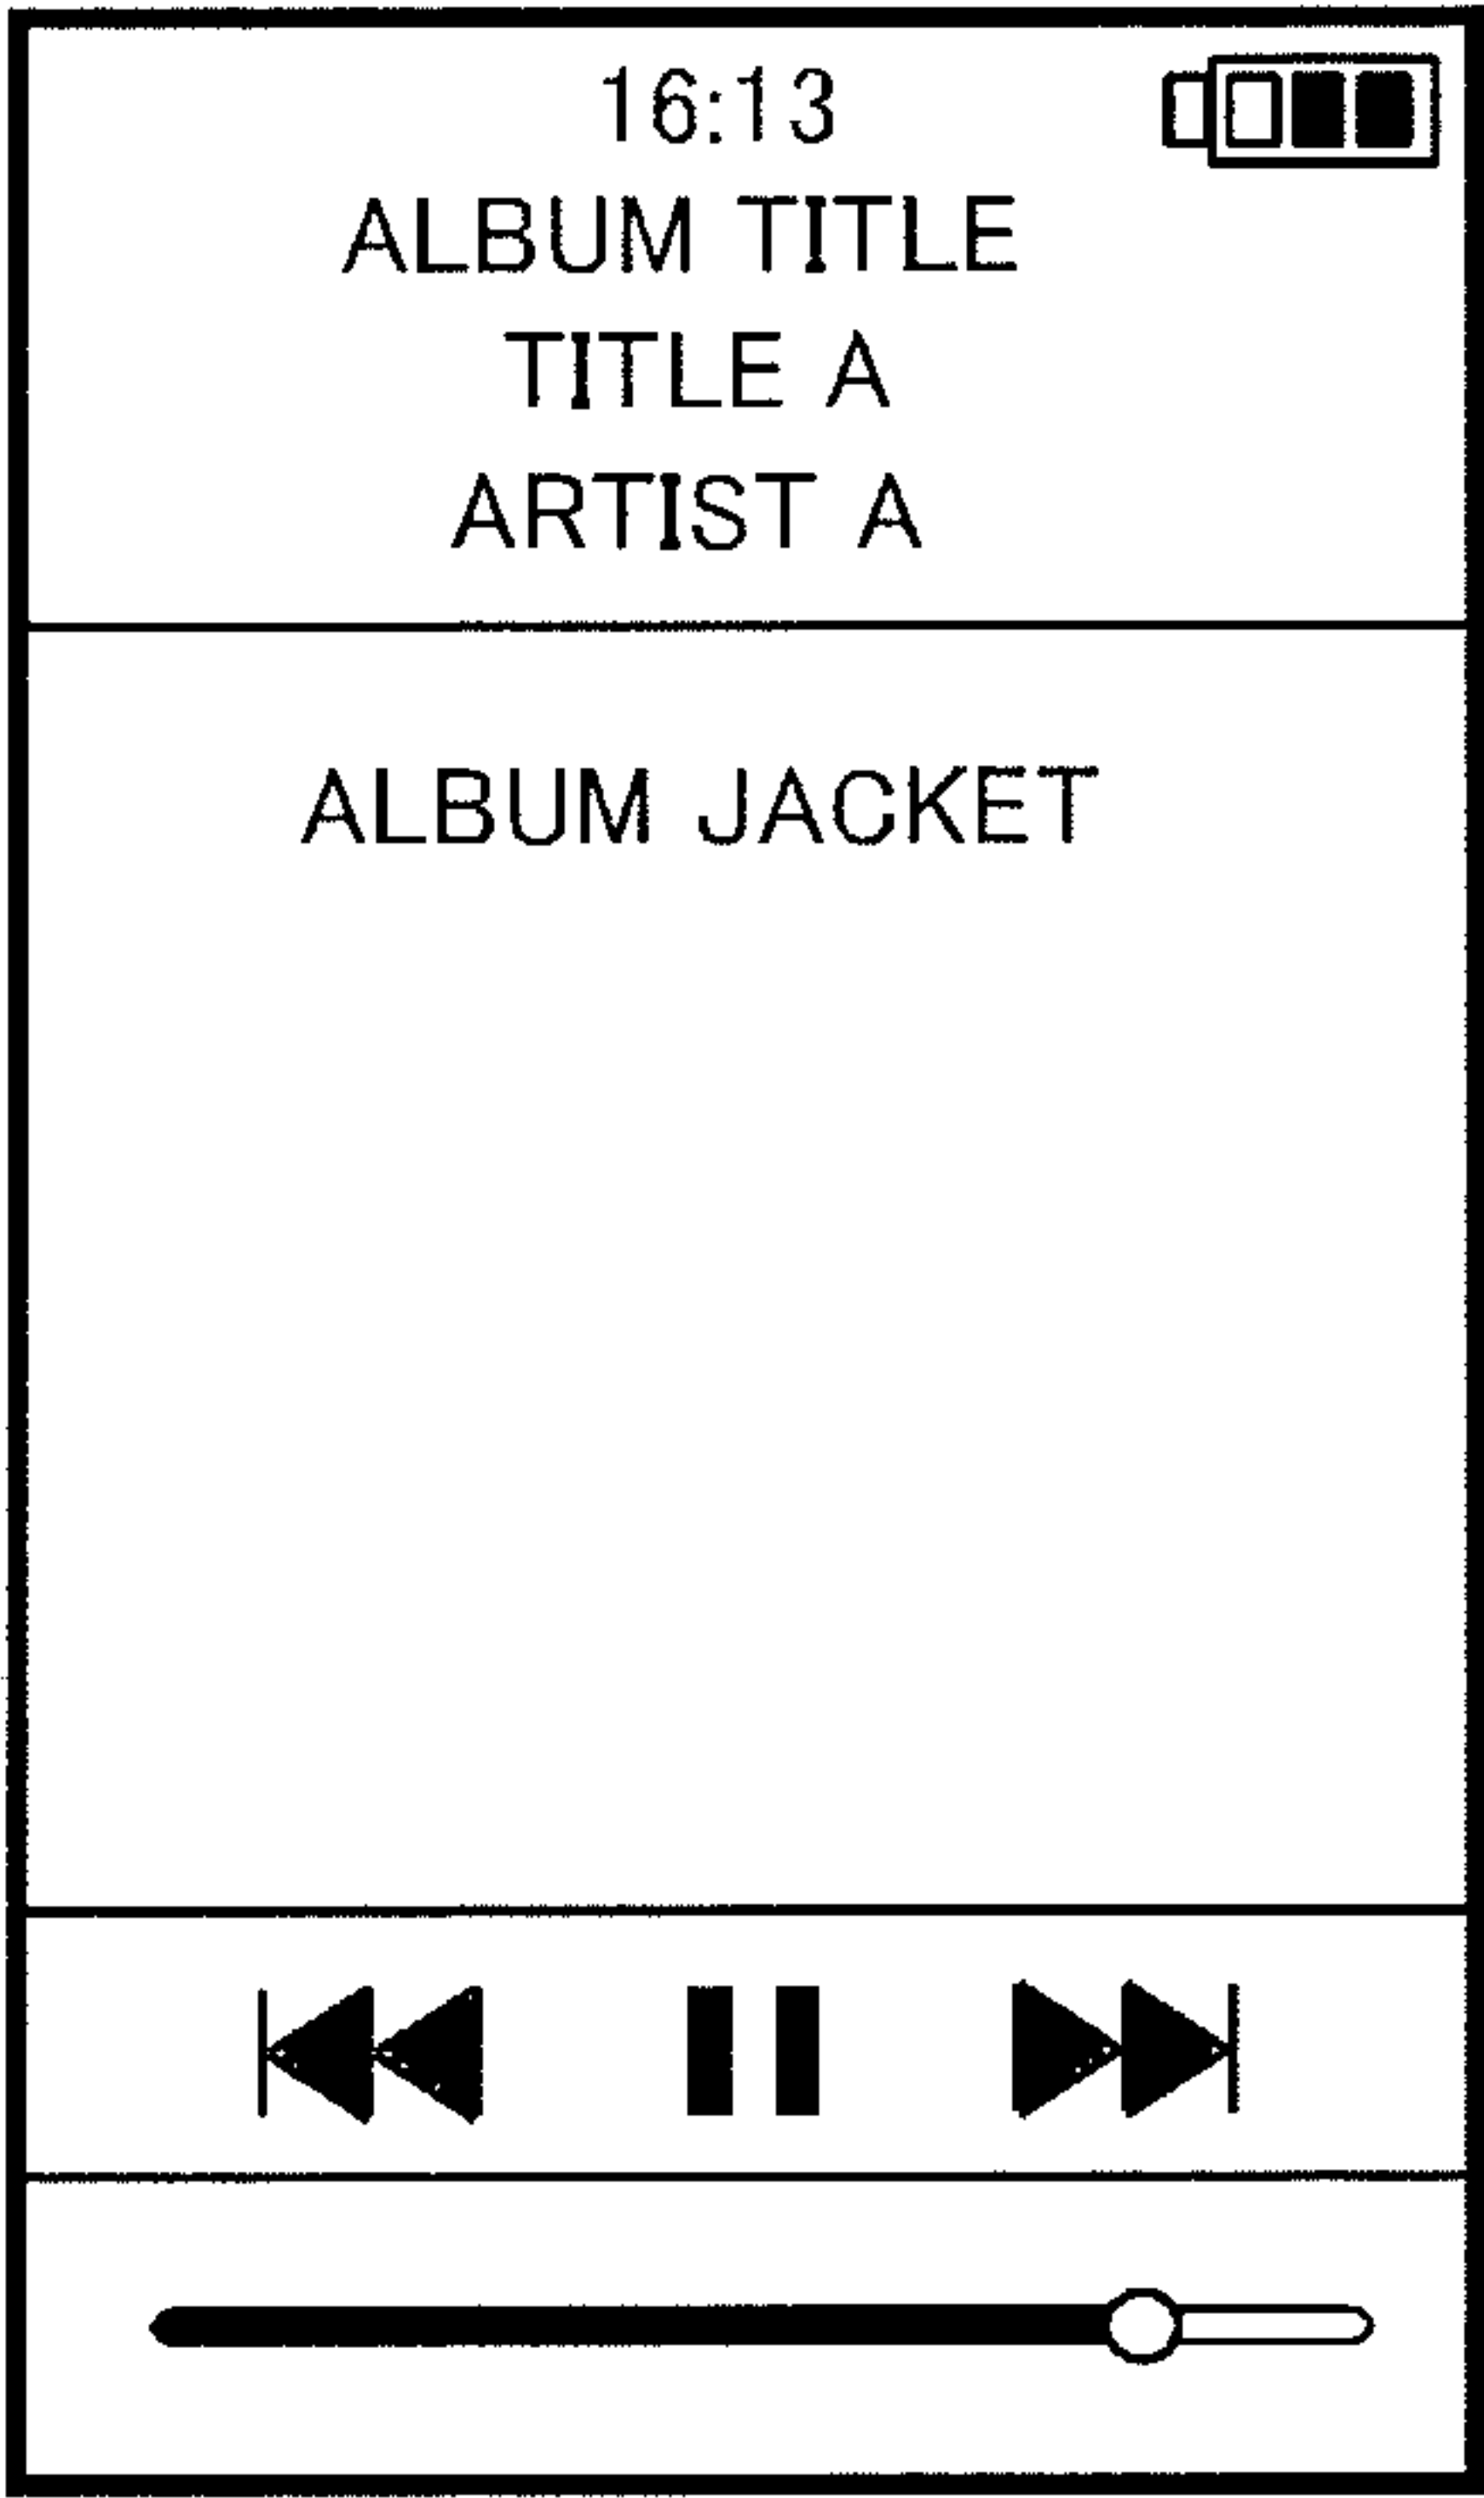 16:13
ALBUM TITLE
TITLE A
ARTIST A
ALBUM JACKET